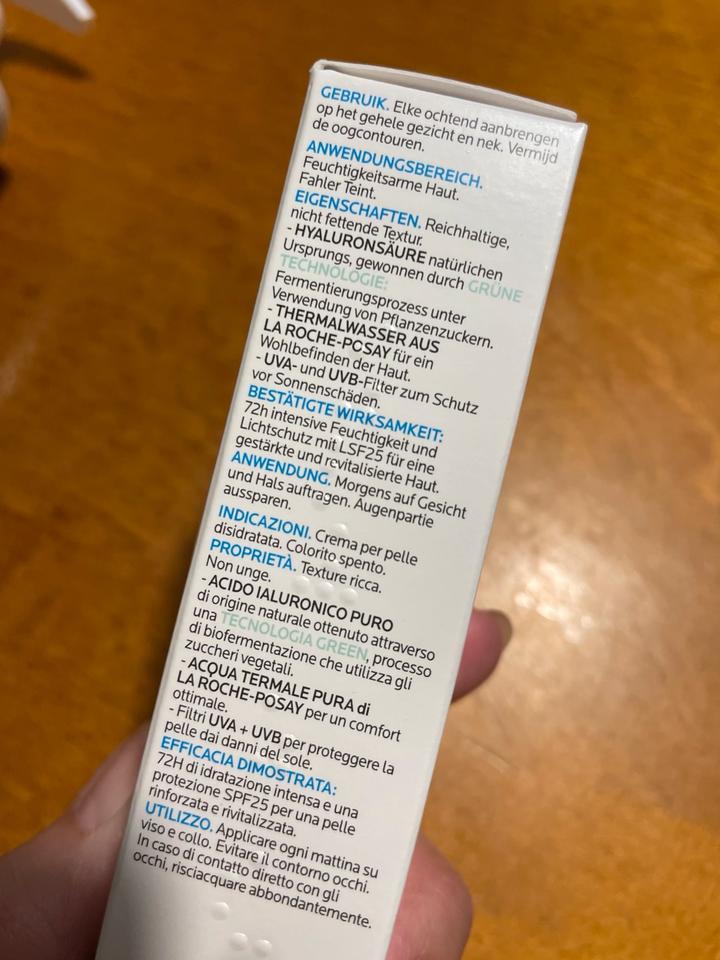 GEBRUIK. Elke ochtend aanbrengen
op het gehele gezicht en nek. Vermijd
de oogcontouren.
ANWENDUNGSBEREICH.
Feuchtigkeitsarme Haut.
Fahler Teint.
EIGENSCHAFTEN. Reichhaltige,
nicht fettende Textur.
- HYALURONSÄURE natürlichen
Ursprungs, gewonnen durch GRÜNE
TECHNOLOGIE:
Fermentierungsprozess unter
Verwendung von Pflanzenzuckern.
- THERMALWASSER AUS
LA ROCHE-POSAY für ein
Wohlbefinden der Haut.
- UVA- und UVB-Filter zum Schutz
vor Sonnenschäden.
BESTÄTIGTE WIRKSAMKEIT:
72h intensive Feuchtigkeit und
Lichtschutz mit LSF25 für eine
gestärkte und revitalisierte Haut.
ANWENDUNG. Morgens auf Gesicht
und Hals auftragen. Augenpartie
aussparen.
INDICAZIONI. Crema per pelle
disidratata. Colorito spento.
PROPRIETÀ. Texture ricca.
Non unge.
- ACIDO IALURONICO PURO
di origine naturale ottenuto attraverso
una TECNOLOGIA GREEN, processo
di biofermentazione che utilizza gli
zuccheri vegetali.
- ACQUA TERMALE PURA di
LA ROCHE-POSAY per un comfort
ottimale.
- Filtri UVA + UVB per proteggere la
pelle dai danni del sole.
EFFICACIA DIMOSTRATA:
72H di idratazione intensa e una
protezione SPF25 per una pelle
rinforzata e rivitalizzata.
UTILIZZO. Applicare ogni mattina su
viso e collo. Evitare il contorno occhi.
In caso di contatto diretto con gli
occhi, risciacquare abbondantemente.